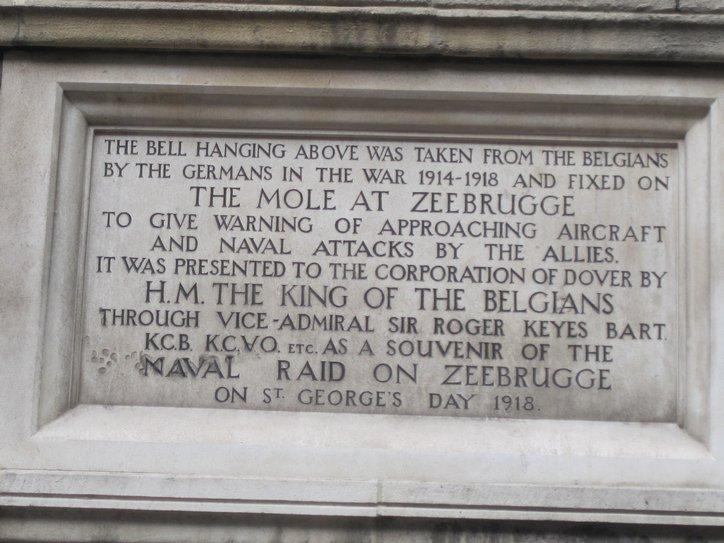 THE BELL HANGING ABOVE WAS TAKEN FROM THE BELGIANS
BY THE GERMANS IN THE WAR 1914-1918 AND FIXED ON
THE MOLE AT ZEEBRUGGE
TO GIVE WARNING OF APPROACHING AIRCRAFT
AND NAVAL ATTACKS BY THE ALLIES.
IT WAS PRESENTED TO THE CORPORATION OF DOVER BY
H.M. THE KING OF THE BELGIANS
THROUGH VICE-ADMIRAL SIR ROGER KEYES BART.
K.C.B. K.C.V.O. ETC. AS A SOUVENIR OF THE
NAVAL RAID ON ZEEBRUGGE
ON ST. GEORGE'S DAY 1918.